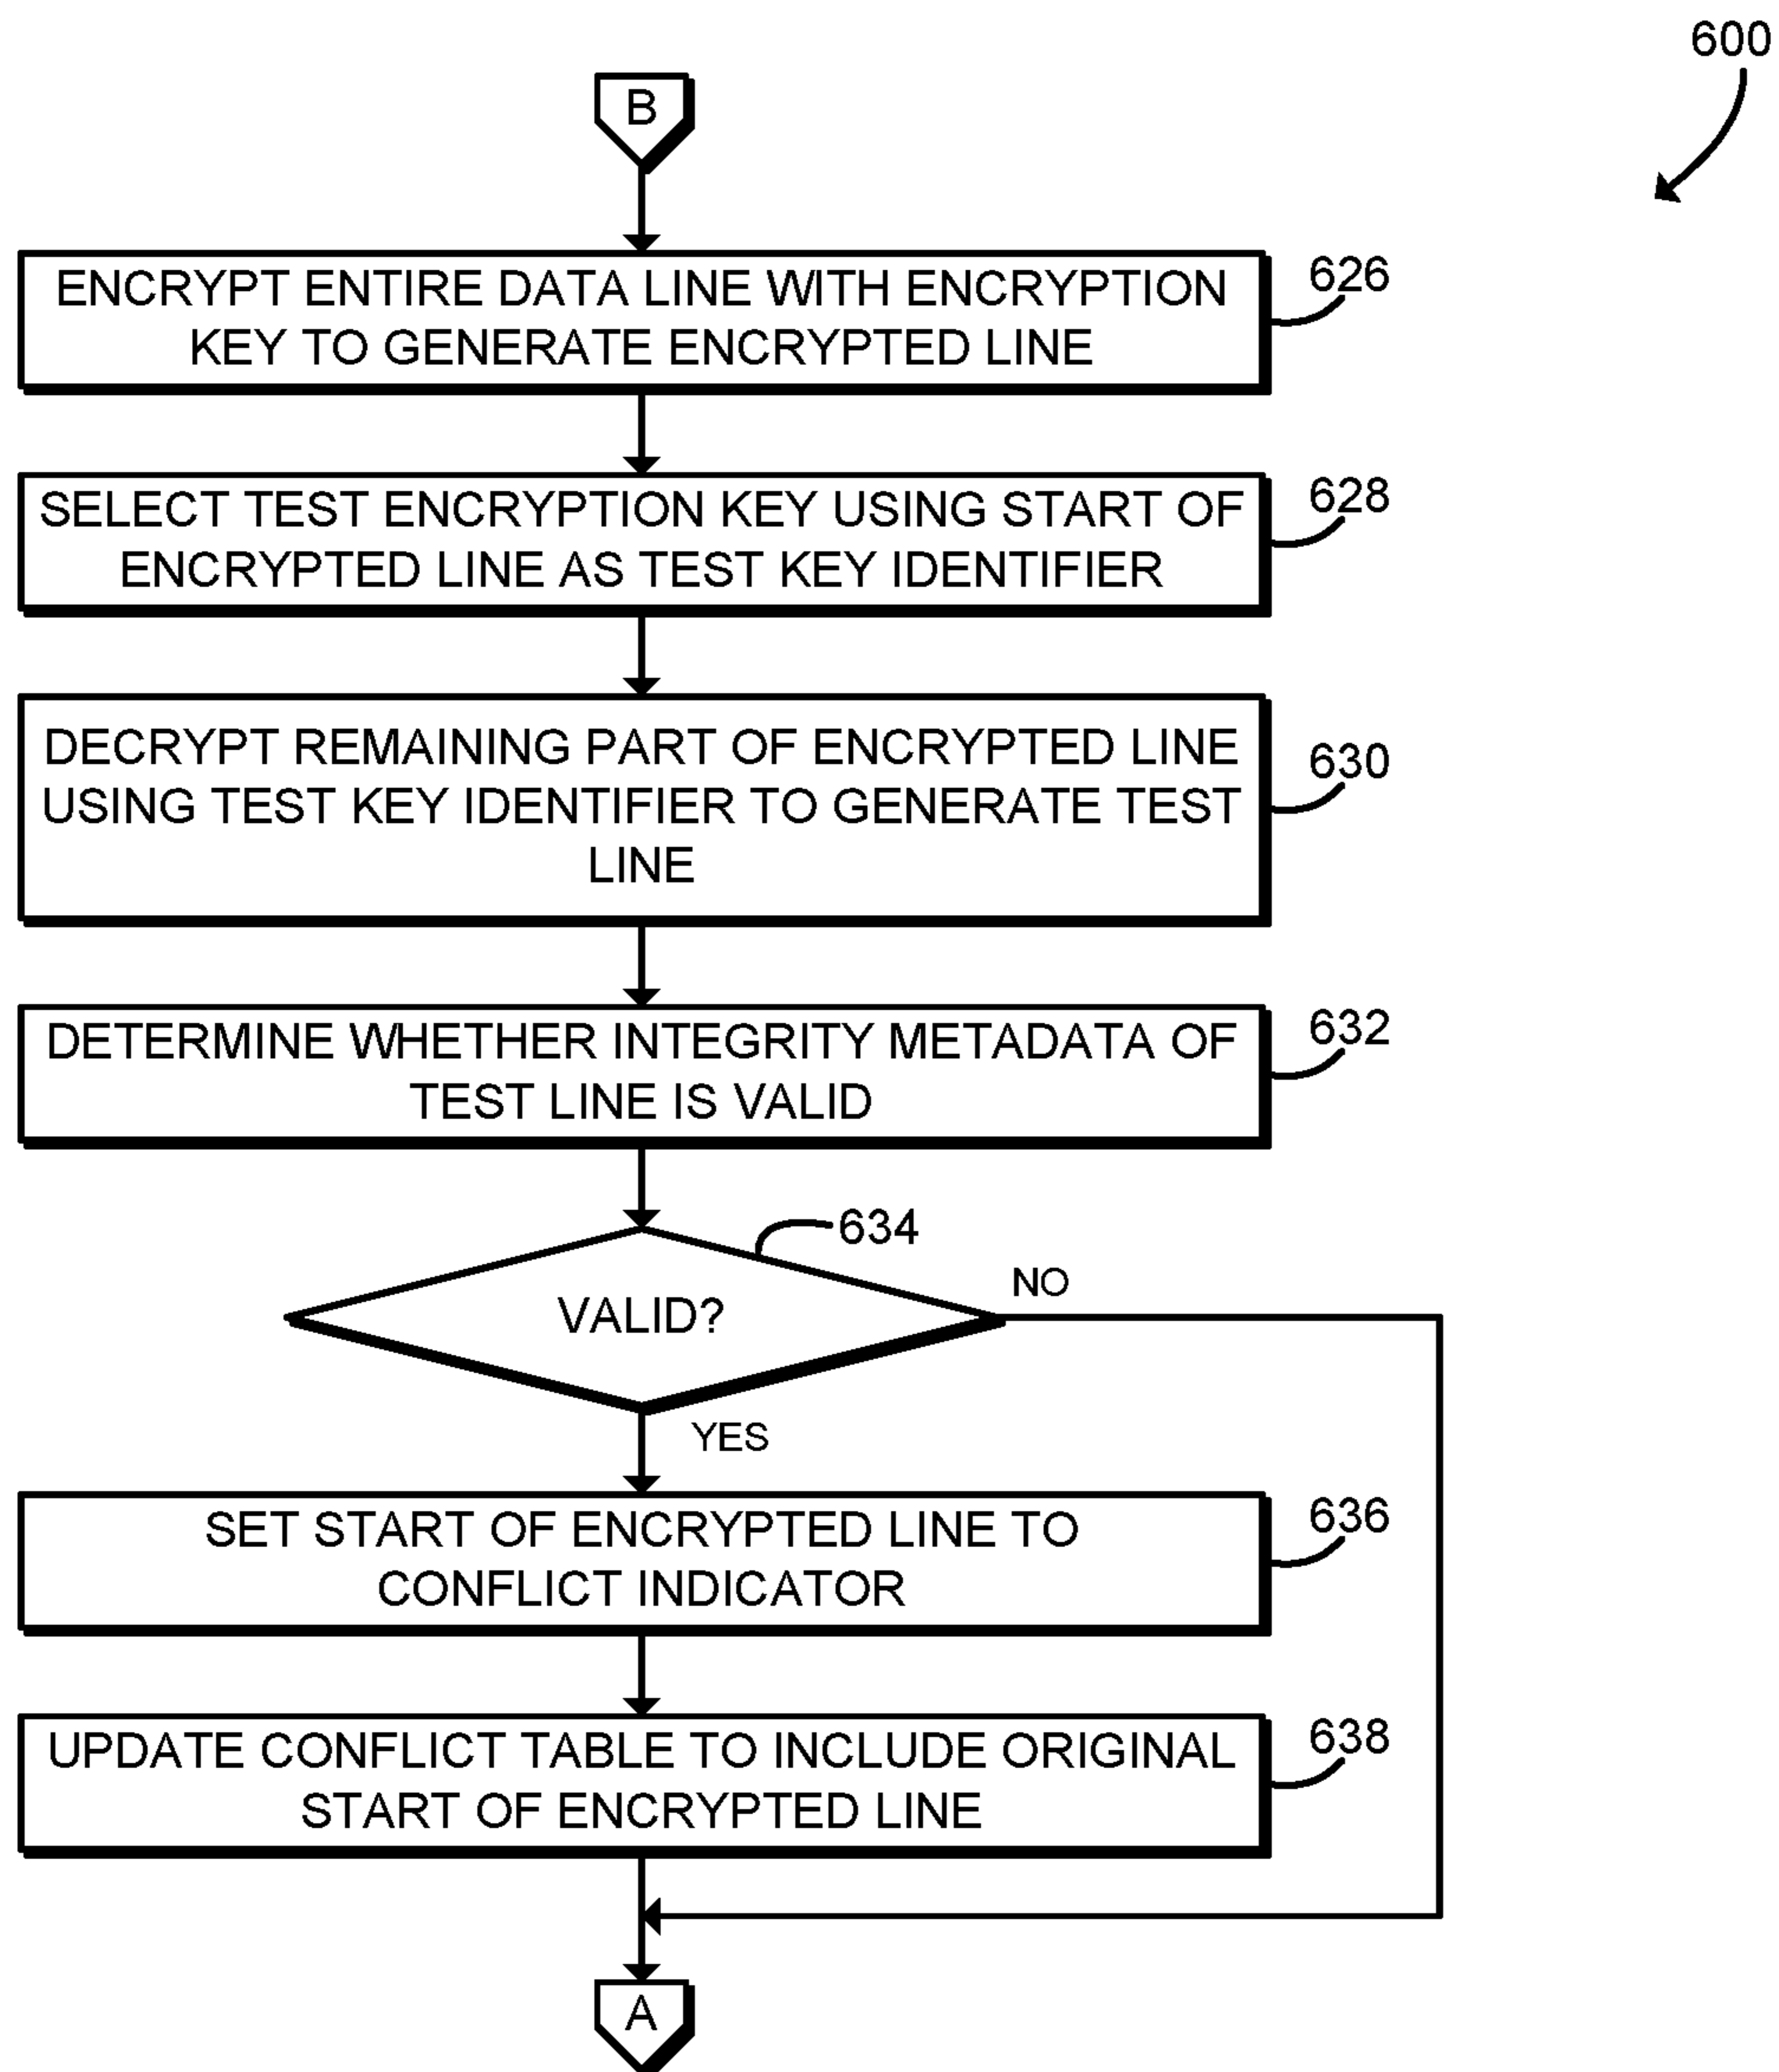 600
B
ENCRYPT ENTIRE DATA LINE WITH ENCRYPTION
KEY TO GENERATE ENCRYPTED LINE
626
SELECT TEST ENCRYPTION KEY USING START OF
ENCRYPTED LINE AS TEST KEY IDENTIFIER
628
DECRYPT REMAINING PART OF ENCRYPTED LINE
USING TEST KEY IDENTIFIER TO GENERATE TEST
LINE
630
DETERMINE WHETHER INTEGRITY METADATA OF
TEST LINE IS VALID
632
634
VALID?
NO
YES
SET START OF ENCRYPTED LINE TO
CONFLICT INDICATOR
636
UPDATE CONFLICT TABLE TO INCLUDE ORIGINAL
START OF ENCRYPTED LINE
638
A